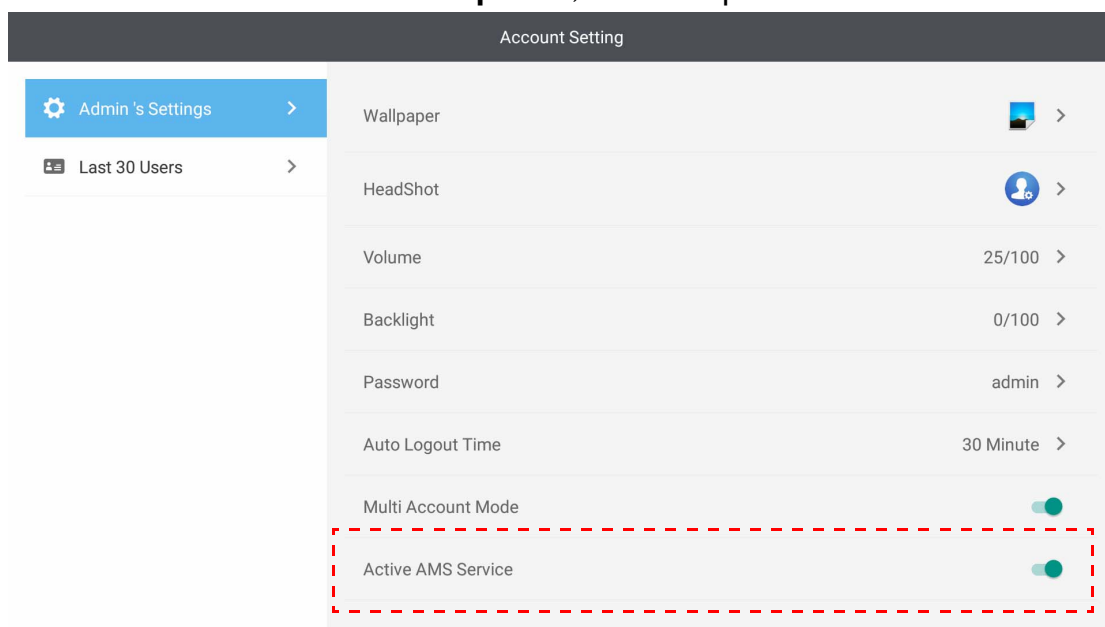 Account Setting
Admin 's Settings
Last 30 Users
Wallpaper
HeadShot
Volume 25/100
Backlight 0/100
Password admin
Auto Logout Time 30 Minute
Multi Account Mode
Active AMS Service